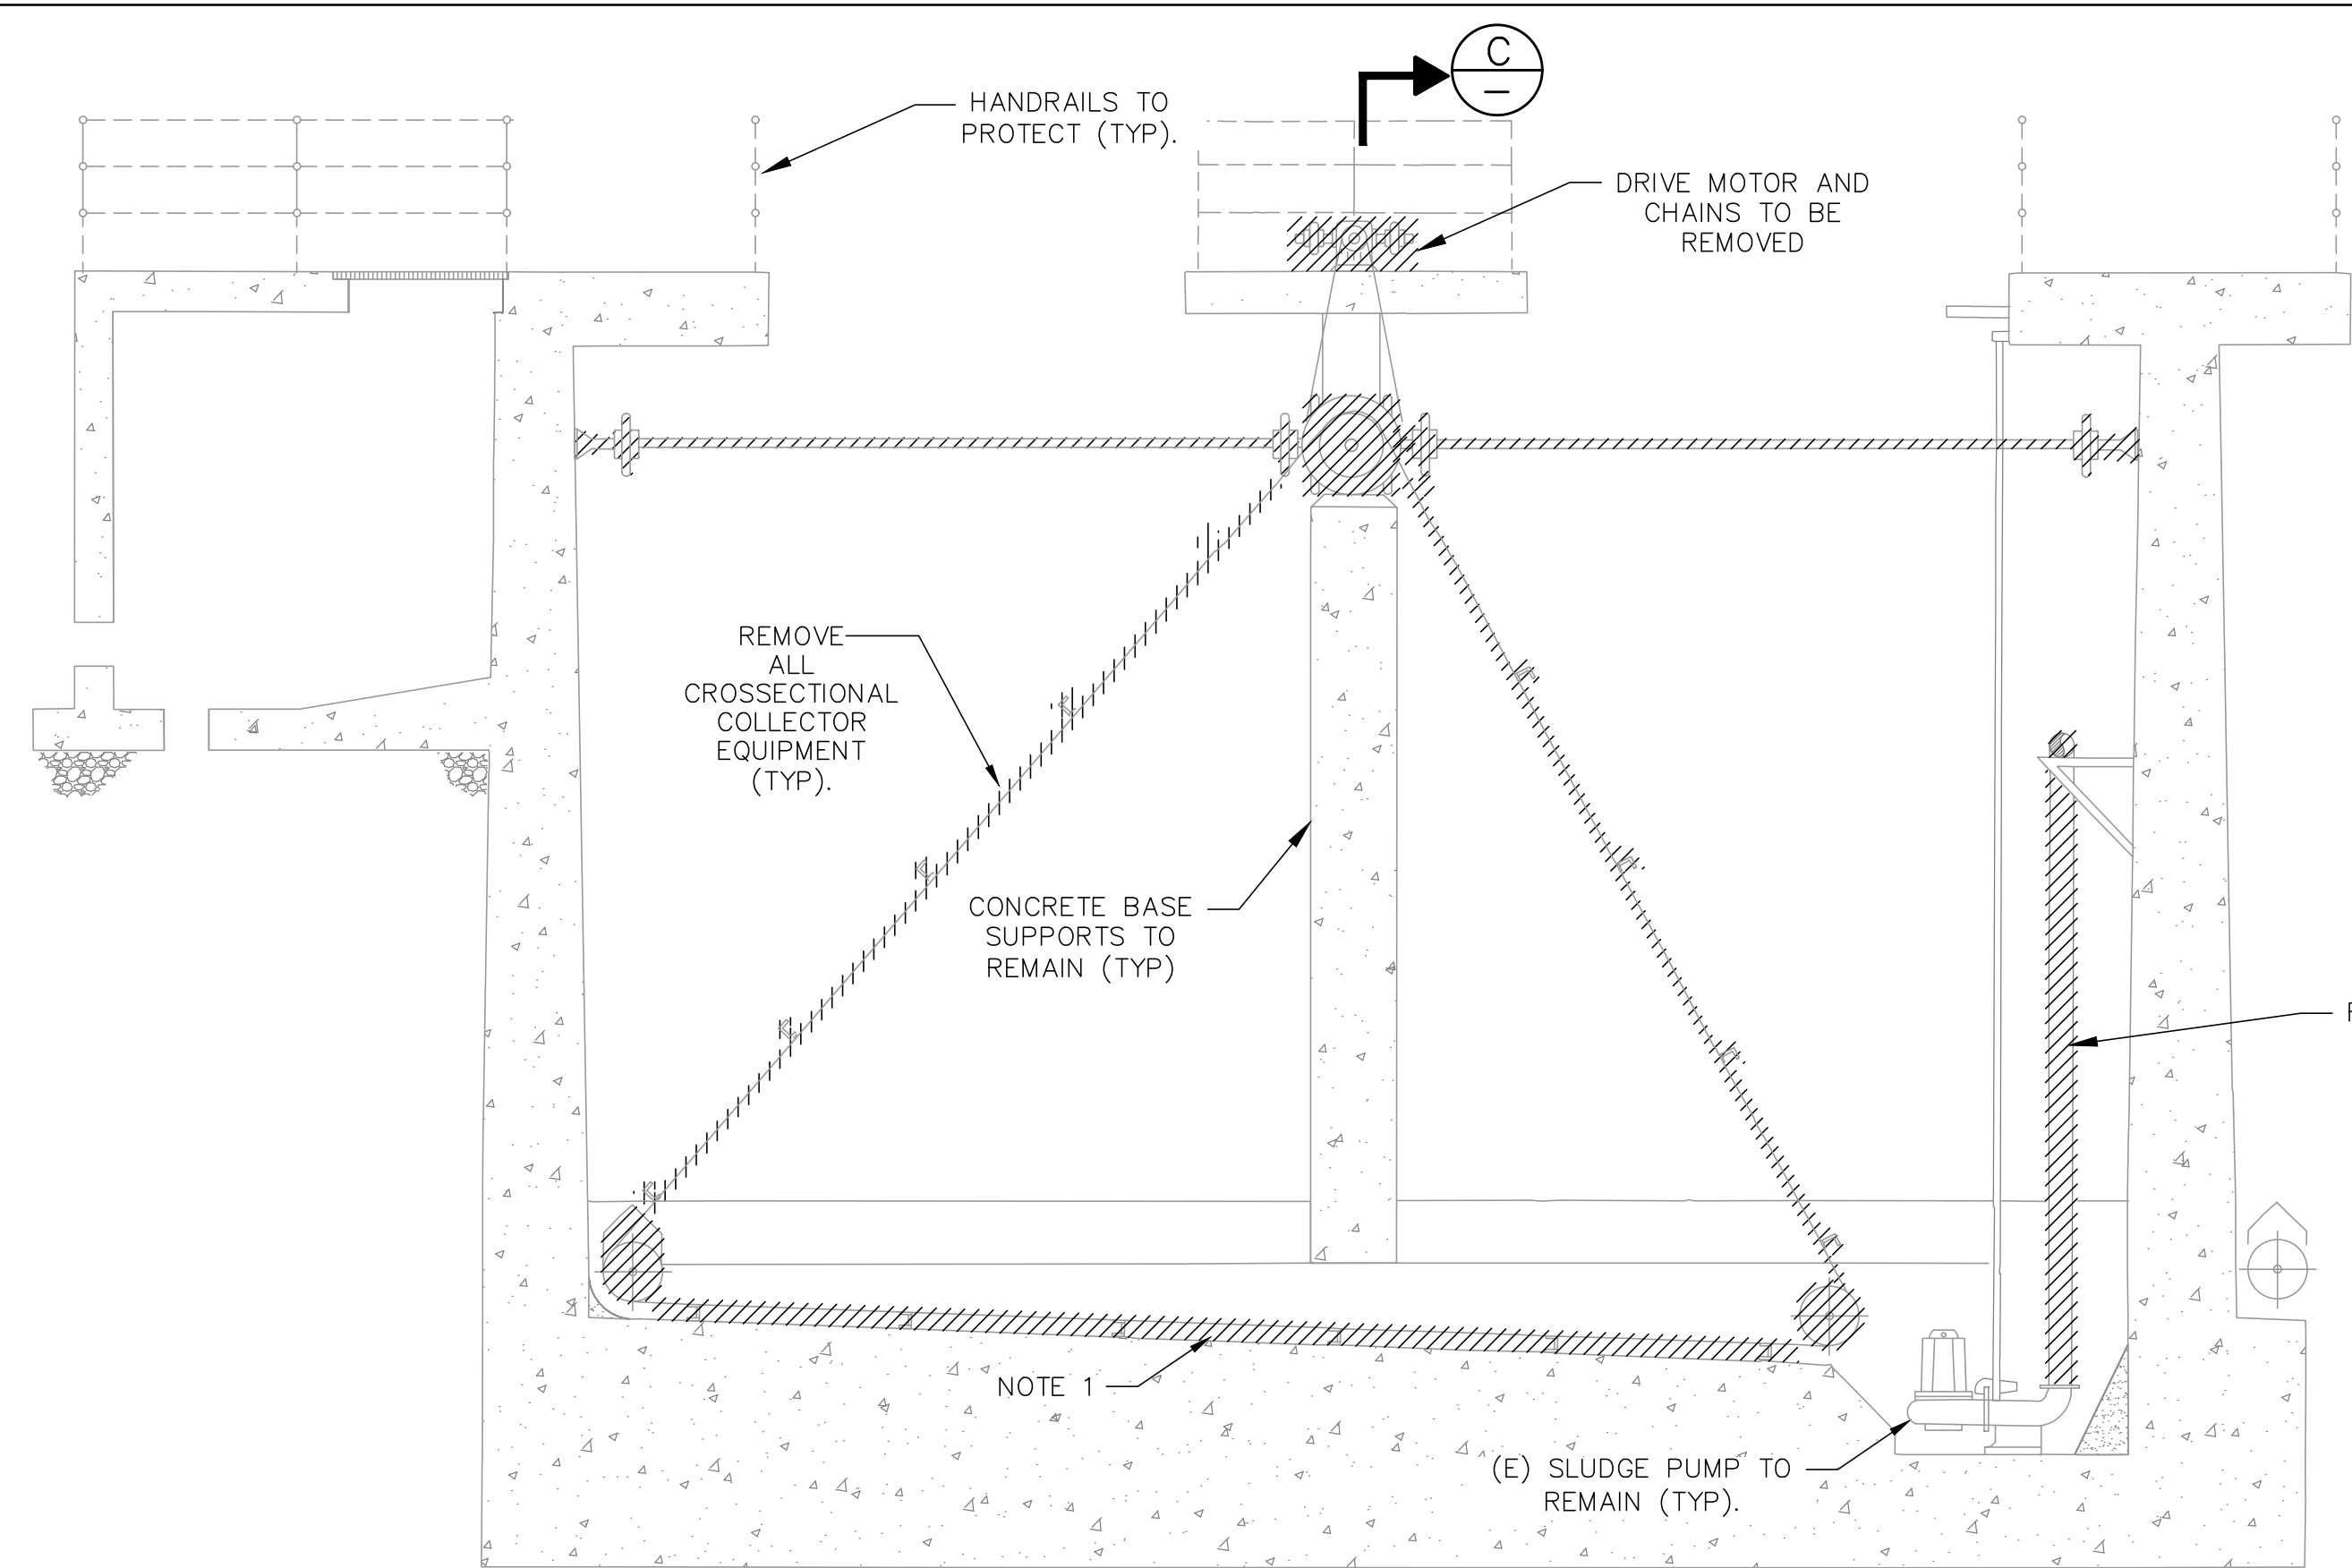 C
–
HANDRAILS TO
PROTECT (TYP).
DRIVE MOTOR AND
CHAINS TO BE
REMOVED
REMOVE
ALL
CROSSECTIONAL
COLLECTOR
EQUIPMENT
(TYP).
CONCRETE BASE
SUPPORTS TO
REMAIN (TYP)
NOTE 1
(E) SLUDGE PUMP TO
REMAIN (TYP).